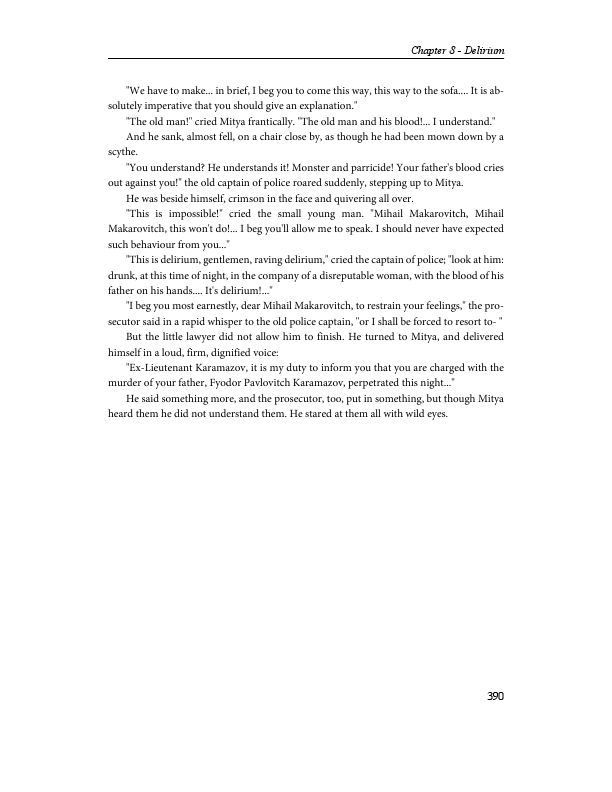 Chapter 8 - Delirium
"We have to make... in brief, I beg you to come this way, this way to the sofa.... It is ab-
solutely imperative that you should give an explanation."
"The old man!" cried Mitya frantically. "The old man and his blood!... I understand."
And he sank, almost fell, on a chair close by, as though he had been mown down by a
scythe.
"You understand? He understands it! Monster and parricide! Your father's blood cries
out against you!" the old captain of police roared suddenly, stepping up to Mitya.
He was beside himself, crimson in the face and quivering all over.
"This is impossible!" cried the small young man. "Mihail Makarovitch, Mihail
Makarovitch, this won't do!... I beg you'll allow me to speak. I should never have expected
such behaviour from you..."
"This is delirium, gentlemen, raving delirium," cried the captain of police; "look at him:
drunk, at this time of night, in the company of a disreputable woman, with the blood of his
father on his hands.... It's delirium!..."
"I beg you most earnestly, dear Mihail Makarovitch, to restrain your feelings," the pro-
secutor said in a rapid whisper to the old police captain, "or I shall be forced to resort to- "
But the little lawyer did not allow him to finish. He turned to Mitya, and delivered
himself in a loud, firm, dignified voice:
"Ex-Lieutenant Karamazov, it is my duty to inform you that you are charged with the
murder of your father, Fyodor Pavlovitch Karamazov, perpetrated this night..."
He said something more, and the prosecutor, too, put in something, but though Mitya
heard them he did not understand them. He stared at them all with wild eyes.
390